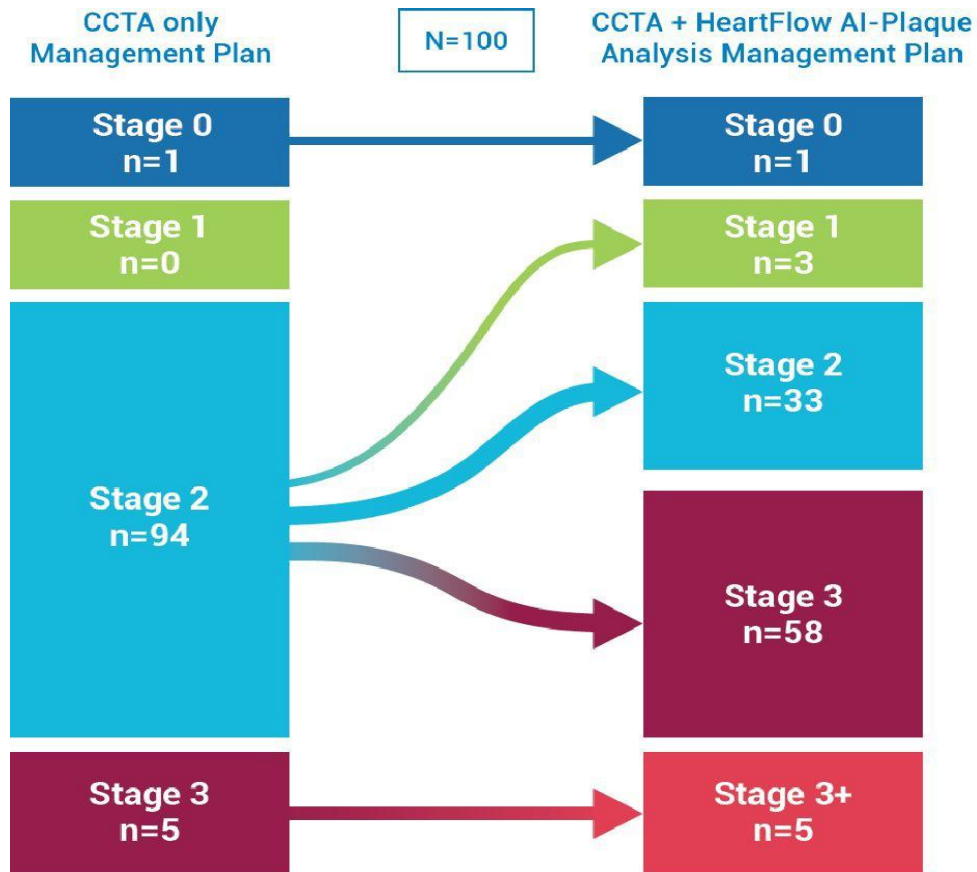 CCTA only
Management Plan
N=100
CCTA + HeartFlow AI-Plaque
Analysis Management Plan
Stage 0
n=1
Stage 0
n=1
Stage 1
n=0
Stage 1
n=3
Stage 2
n=94
Stage 2
n=33
Stage 3
n=58
Stage 3
n=5
Stage 3+
n=5